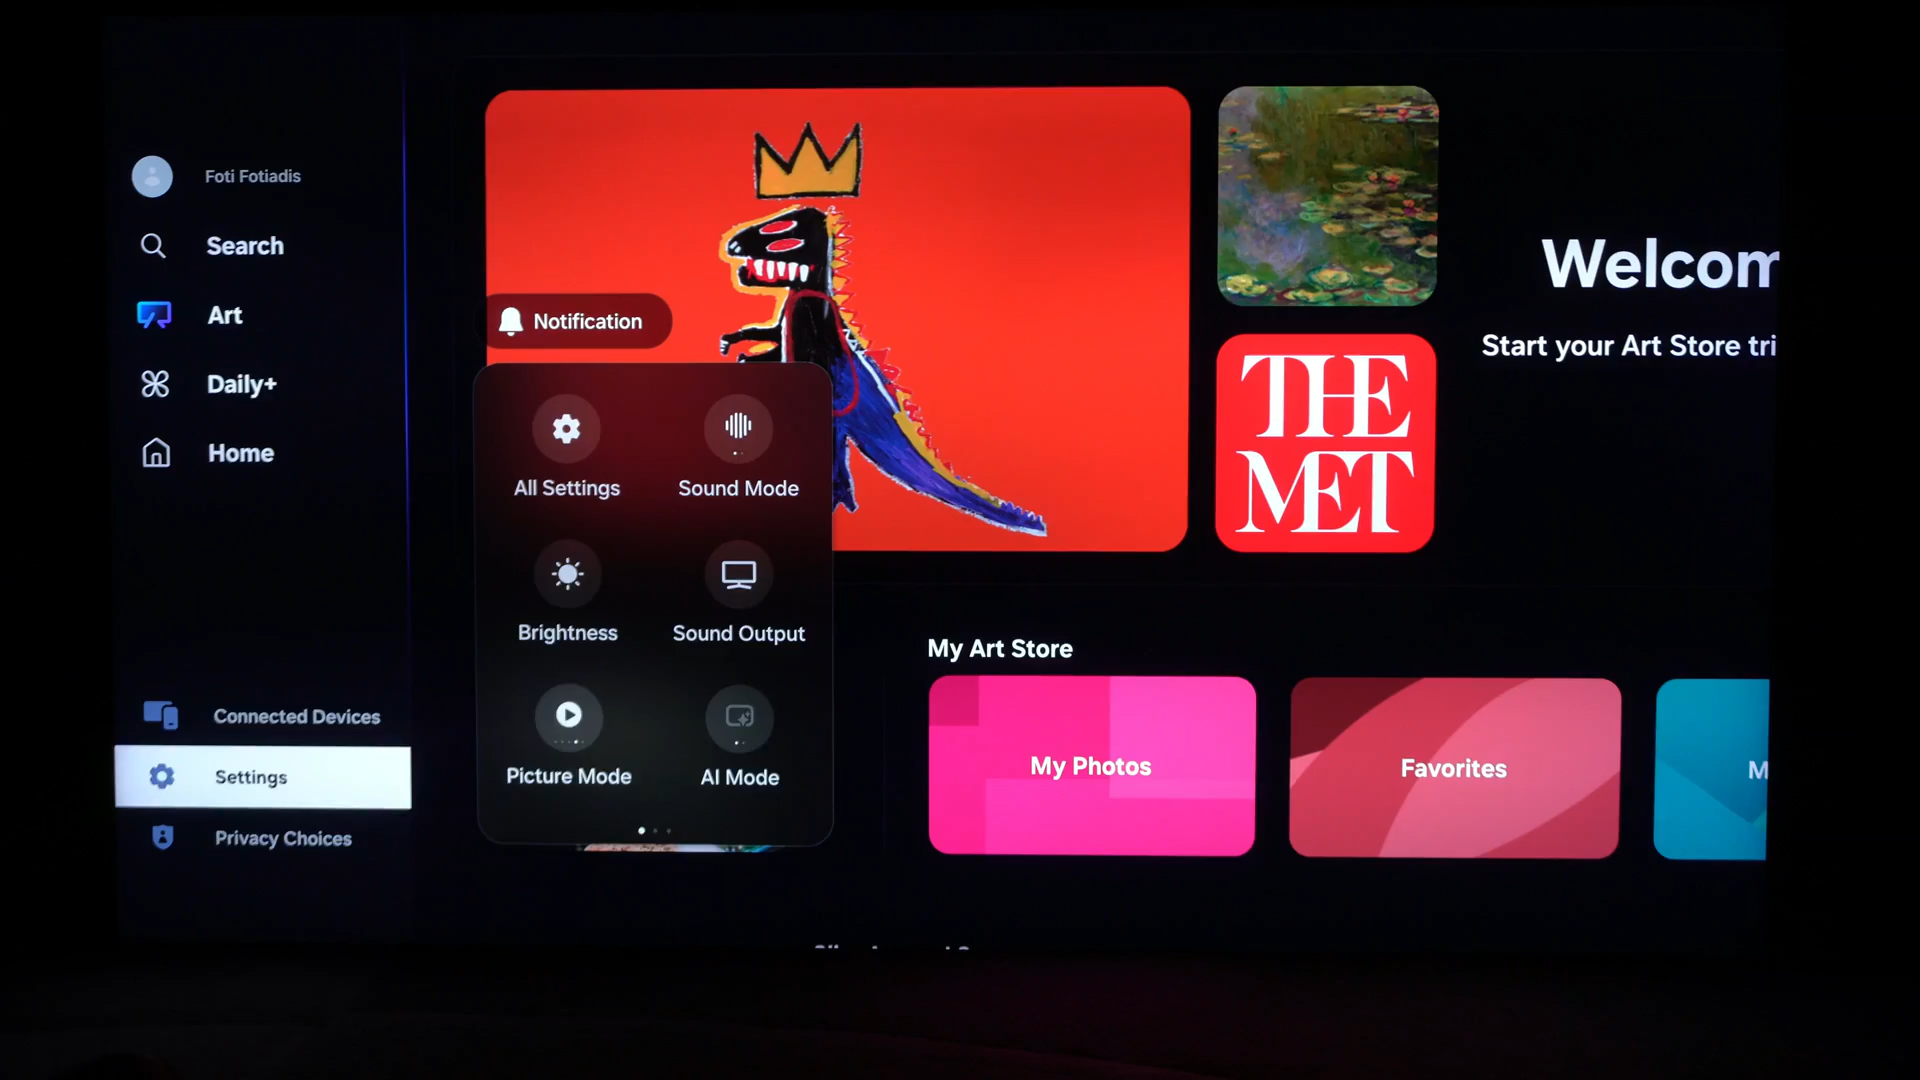 Foti Fotiadis
Search
Art
Daily+
Home
Connected Devices
Settings
Privacy Choices
Notification
All Settings
Sound Mode
Brightness
Sound Output
Picture Mode
AI Mode
THE
MET
Welcom
Start your Art Store tri
My Art Store
My Photos
Favorites
M